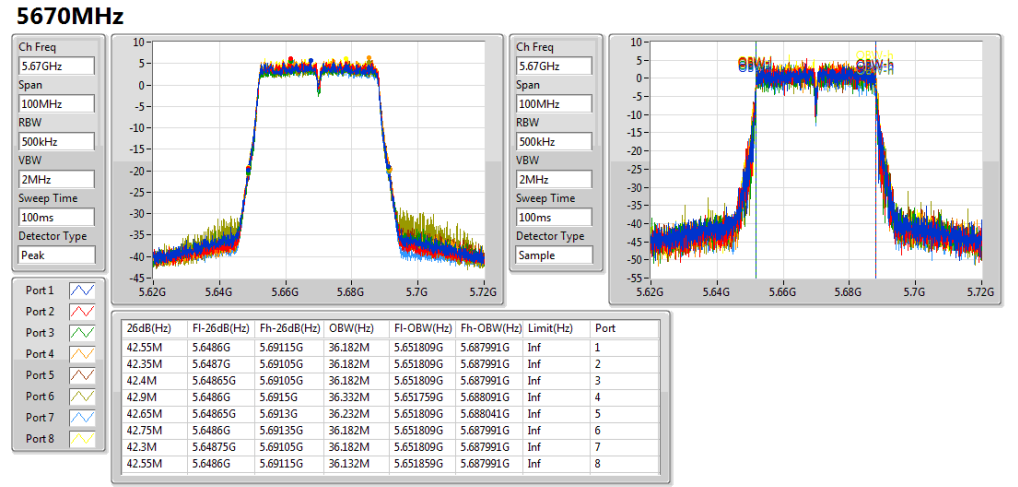 5670MHz
Ch Freq
5.67GHz
Span
100MHz
RBW
500kHz
VBW
2MHz
Sweep Time
100ms
Detector Type
Peak
10
5
0
-5
-10
-15
-20
-25
-30
-35
-40
-45
5.62G 5.64G 5.66G 5.68G 5.7G 5.72G
Ch Freq
5.67GHz
Span
100MHz
RBW
500kHz
VBW
2MHz
Sweep Time
100ms
Detector Type
Sample
10
5
0
-5
-10
-15
-20
-25
-30
-35
-40
-45
-50
-55
5.62G 5.64G 5.66G 5.68G 5.7G 5.72G
Port 1
Port 2
Port 3
Port 4
Port 5
Port 6
Port 7
Port 8
26dB(Hz) Fl-26dB(Hz) Fh-26dB(Hz) OBW(Hz) Fl-OBW(Hz) Fh-OBW(Hz) Limit(Hz) Port
42.55M 5.6486G 5.69115G 36.182M 5.651809G 5.687991G Inf 1
42.35M 5.6487G 5.69105G 36.182M 5.651809G 5.687991G Inf 2
42.4M 5.64865G 5.69105G 36.182M 5.651809G 5.687991G Inf 3
42.9M 5.6486G 5.6915G 36.332M 5.651759G 5.688091G Inf 4
42.65M 5.64865G 5.6913G 36.232M 5.651809G 5.688041G Inf 5
42.75M 5.6486G 5.69135G 36.182M 5.651809G 5.687991G Inf 6
42.3M 5.64875G 5.69105G 36.182M 5.651809G 5.687991G Inf 7
42.55M 5.6486G 5.69115G 36.132M 5.651859G 5.687991G Inf 8